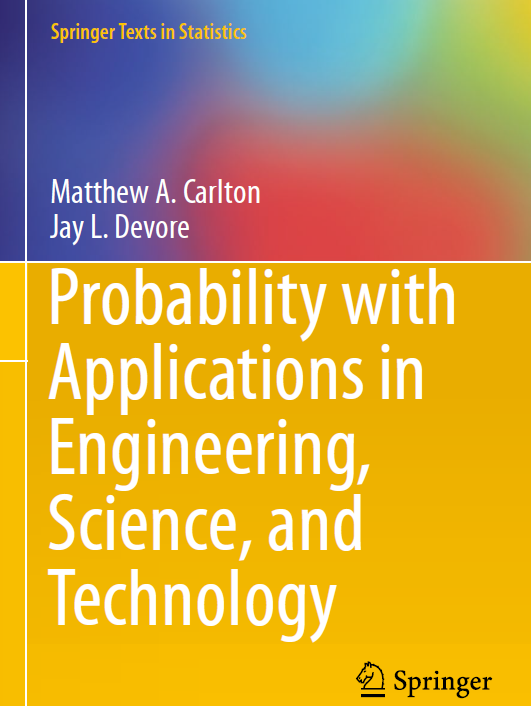 Springer Texts in Statistics
Matthew A. Carlton
Jay L. Devore
Probability with
Applications in
Engineering,
Science, and
Technology
Springer